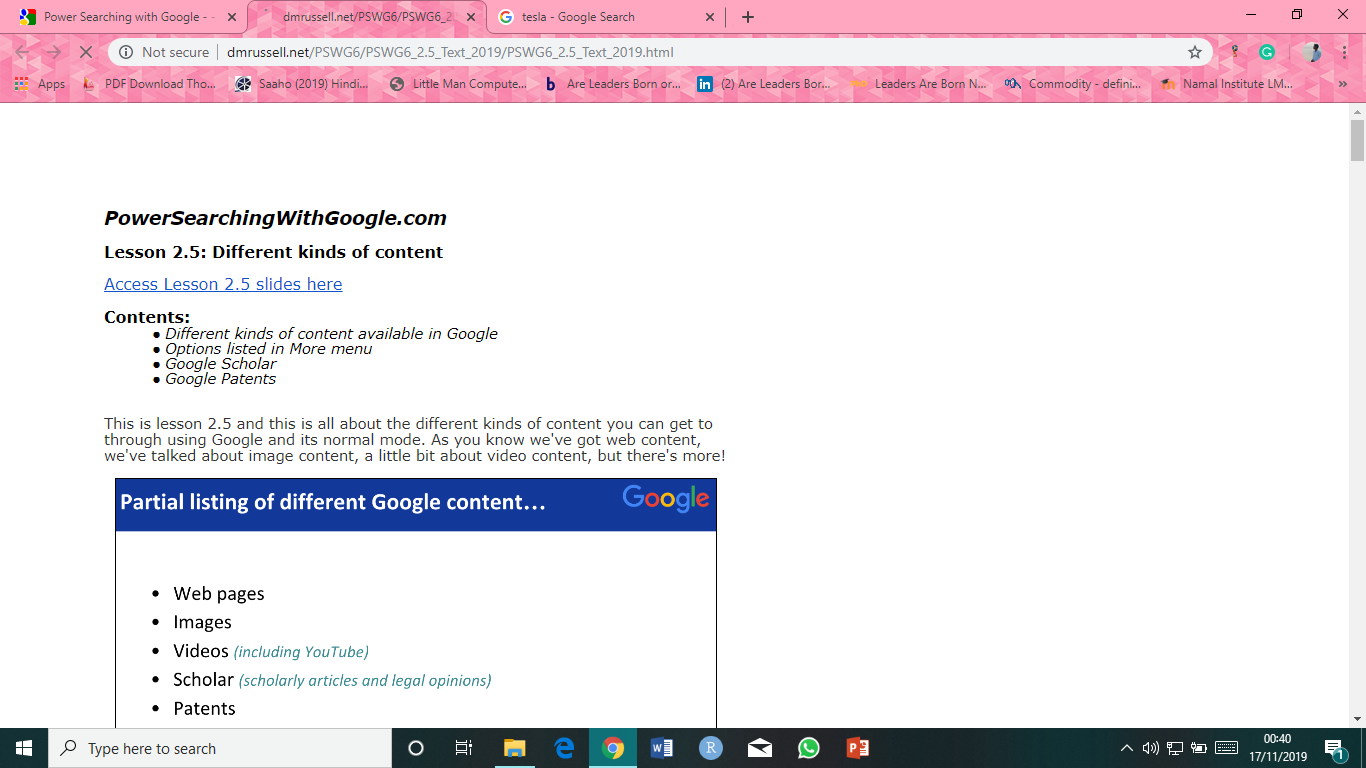 Power Searching with Google - -
dmrussell.net/PSWG6/PSWG6_2
tesla - Google Search
Not secure
dmrussell.net/PSWG6/PSWG6_2.5_Text_2019/PSWG6_2.5_Text_2019.html
Apps
PDF Download Tho...
Saaho (2019) Hindi...
Little Man Compute...
Are Leaders Born or...
(2) Are Leaders Bor...
Leaders Are Born N...
Commodity - defini...
Namal Institute LM...
PowerSearchingWithGoogle.com
Lesson 2.5: Different kinds of content
Access Lesson 2.5 slides here
Contents:
● Different kinds of content available in Google
● Options listed in More menu
● Google Scholar
● Google Patents
This is lesson 2.5 and this is all about the different kinds of content you can get to
through using Google and its normal mode. As you know we've got web content,
we've talked about image content, a little bit about video content, but there's more!
Partial listing of different Google content…
Google
• Web pages
• Images
• Videos (including YouTube)
• Scholar (scholarly articles and legal opinions)
• Patents
Type here to search
00:40
17/11/2019
1